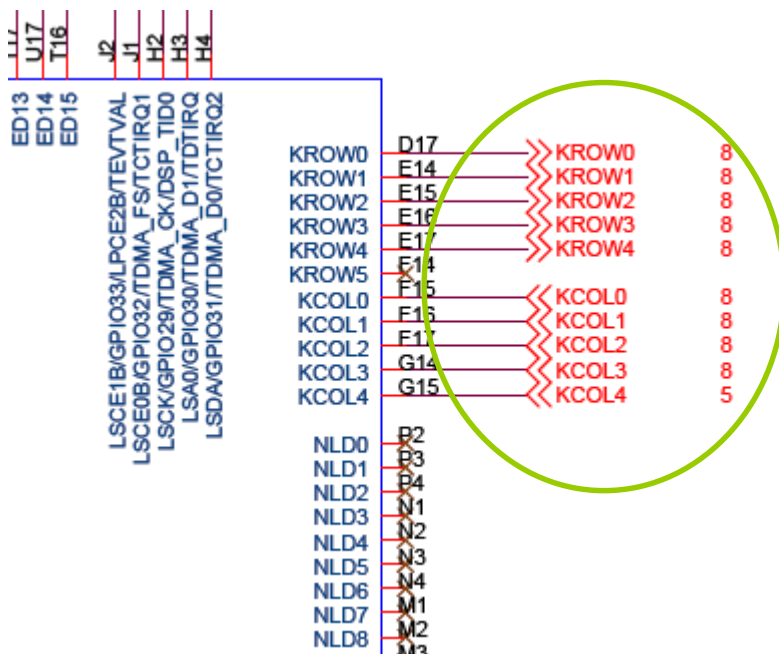 U17
T16
J2
J1
H2
H3
H4
ED13
ED14
ED15
LSCE1B/GPIO33/LPCE2B/TEVTVAL
LSCE0B/GPIO32/TDMA_FS/TCTIRQ1
LSCK/GPIO29/TDMA_CK/DSP_TID0
LSA0/GPIO30/TDMA_D1/TDTIRQ
LSDA/GPIO31/TDMA_D0/TCTIRQ2
KROW0 D17 KROW0 8
KROW1 E14 KROW1 8
KROW2 E15 KROW2 8
KROW3 E16 KROW3 8
KROW4 E17 KROW4 8
KROW5 F14
KCOL0 F15 KCOL0 8
KCOL1 F16 KCOL1 8
KCOL2 F17 KCOL2 8
KCOL3 G14 KCOL3 8
KCOL4 G15 KCOL4 5
NLD0 P2
NLD1 P3
NLD2 P4
NLD3 N1
NLD4 N2
NLD5 N3
NLD6 N4
NLD7 M1
NLD8 M2
M3